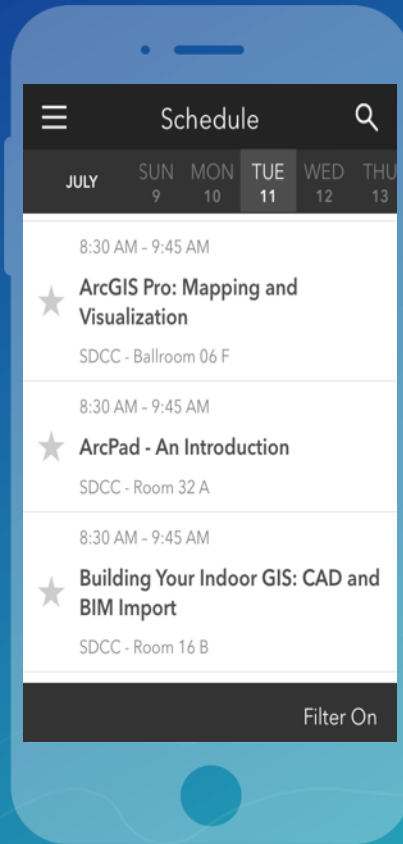 Schedule
JULY SUN MON TUE WED THU
9 10 11 12 13
8:30 AM – 9:45 AM
ArcGIS Pro: Mapping and
Visualization
SDCC - Ballroom 06 F
8:30 AM – 9:45 AM
ArcPad - An Introduction
SDCC - Room 32 A
8:30 AM – 9:45 AM
Building Your Indoor GIS: CAD and
BIM Import
SDCC - Room 16 B
Filter On